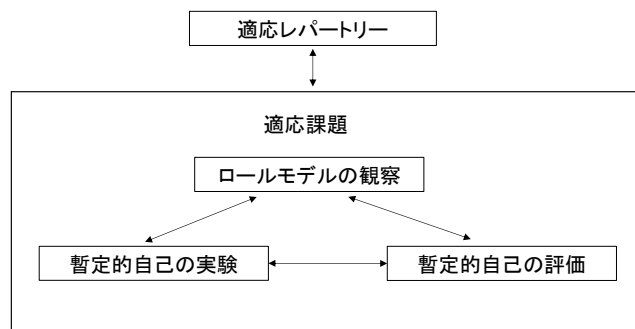 適応レパートリー
適応課題
ロールモデルの観察
暫定的自己の実験
暫定的自己の評価